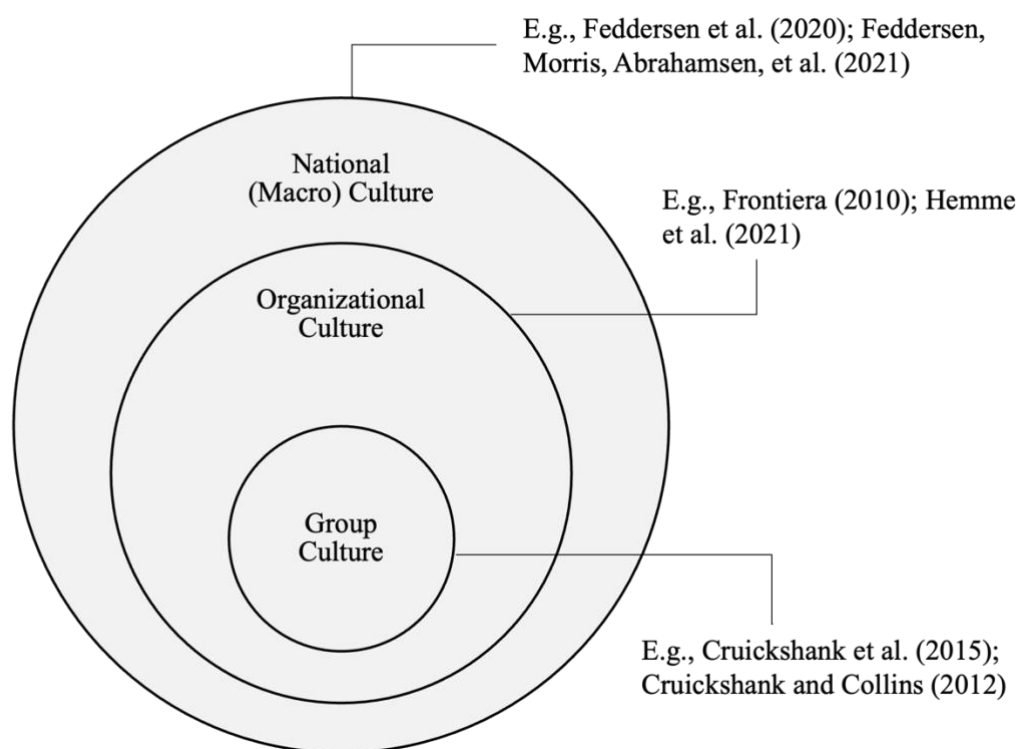 E.g., Feddersen et al. (2020); Feddersen,
Morris, Abrahamsen, et al. (2021)
National
(Macro) Culture
E.g., Frontiera (2010); Hemme
et al. (2021)
Organizational
Culture
Group
Culture
E.g., Cruickshank et al. (2015);
Cruickshank and Collins (2012)